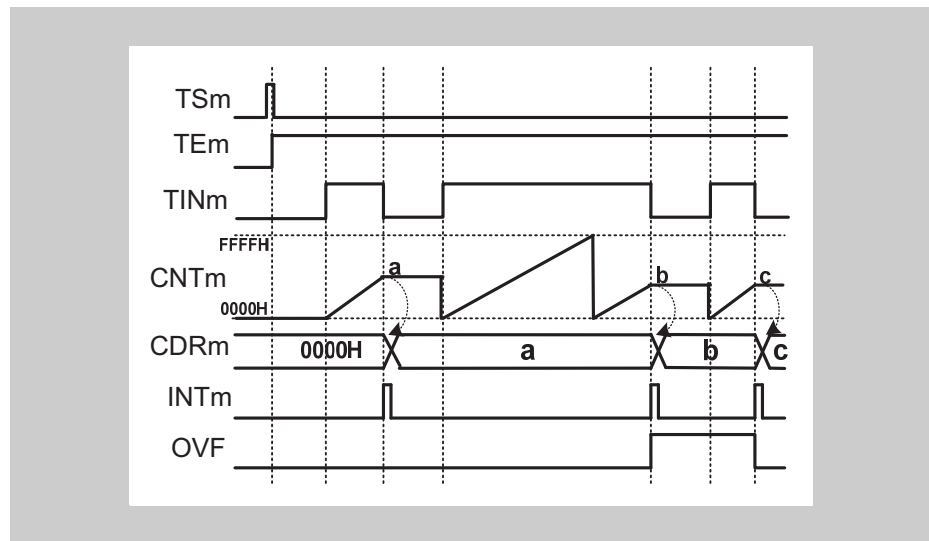 TSm
TEm
TINm
FFFFH
CNTm
a
b
c
0000H
CDRm
0000H
a
b
c
INTm
OVF